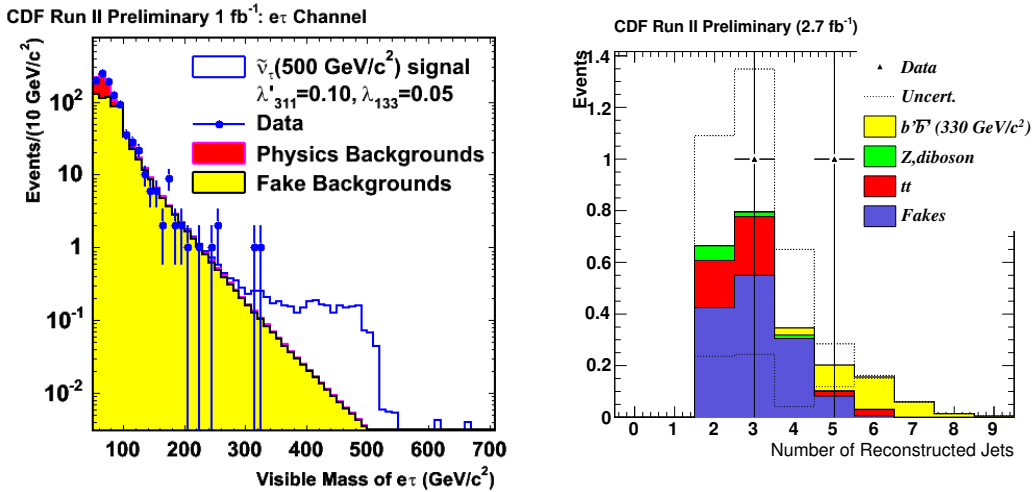 CDF Run II Preliminary 1 fb⁻¹: eτ Channel
Events/(10 GeV/c²)
10²
10
1
10⁻¹
10⁻²
ν̃τ(500 GeV/c²) signal
λ'₃₁₁=0.10, λ₁₃₃=0.05
Data
Physics Backgrounds
Fake Backgrounds
100 200 300 400 500 600 700
Visible Mass of eτ (GeV/c²)
CDF Run II Preliminary (2.7 fb⁻¹)
Events
1.4
1.2
1
0.8
0.6
0.4
0.2
0
Data
Uncert.
b'b̅' (330 GeV/c²)
Z,diboson
tt
Fakes
0 1 2 3 4 5 6 7 8 9
Number of Reconstructed Jets